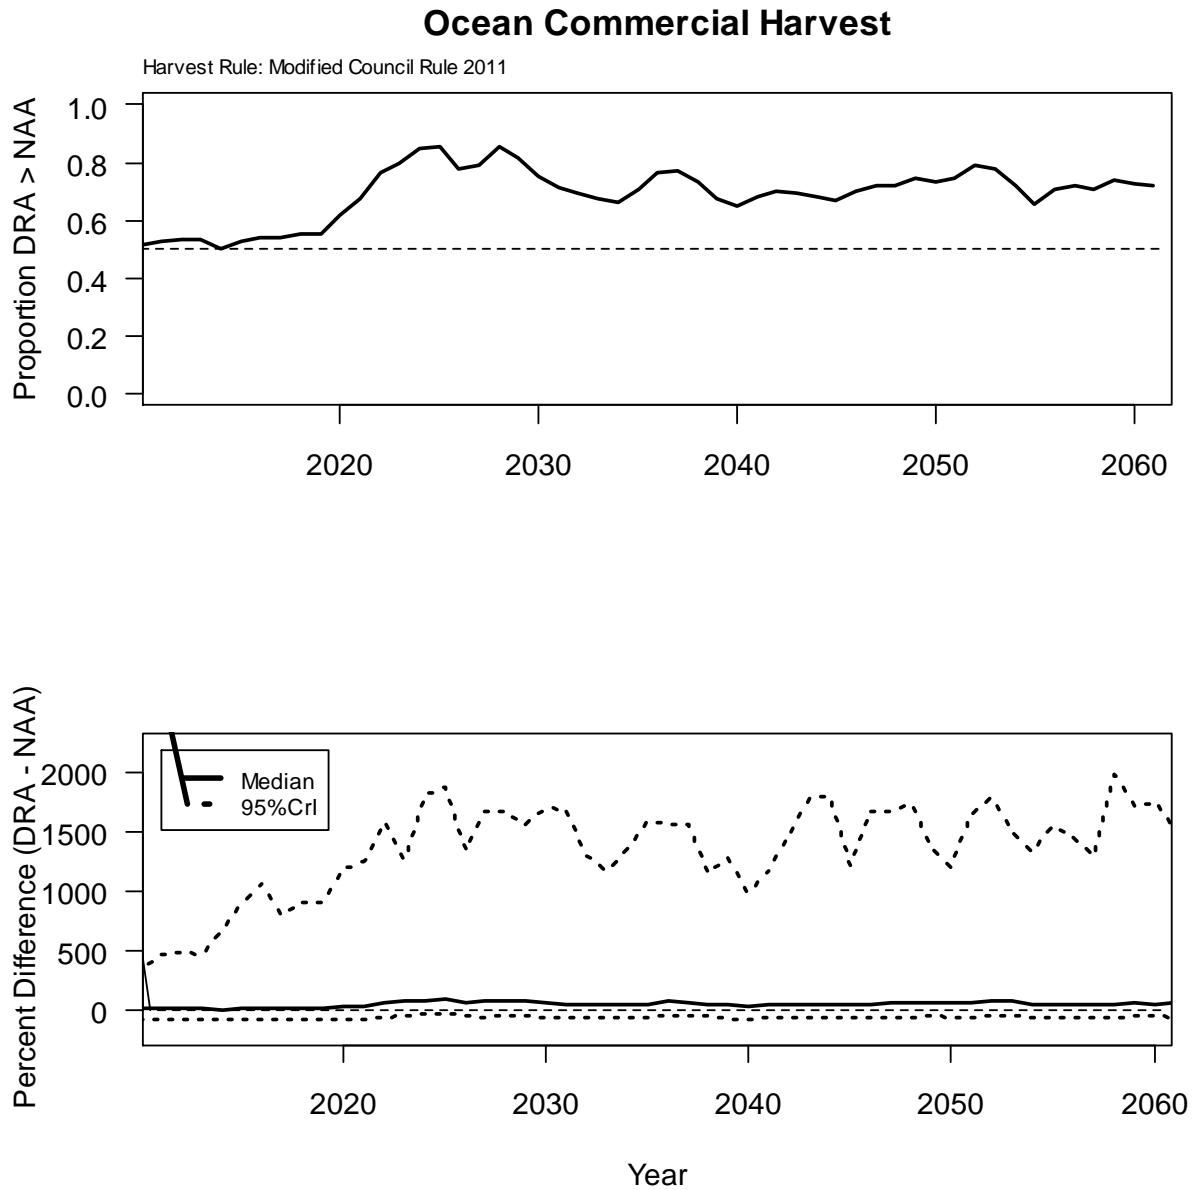 Ocean Commercial Harvest
Harvest Rule: Modified Council Rule 2011
Proportion DRA > NAA
1.0
0.8
0.6
0.4
0.2
0.0
2020 2030 2040 2050 2060
Percent Difference (DRA - NAA)
2000
1500
1000
500
0
Median
95%CrI
2020 2030 2040 2050 2060
Year